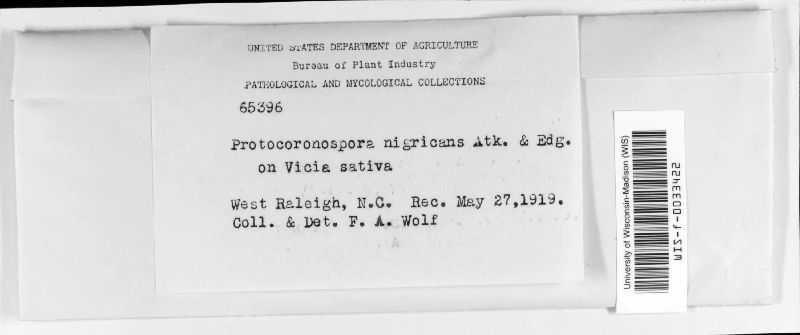 UNITED STATES DEPARTMENT OF AGRICULTURE
Bureau of Plant Industry
PATHOLOGICAL AND MYCOLOGICAL COLLECTIONS
65396
Protocoronospora nigricans Atk. & Edg.
on Vicia sativa
West Raleigh, N.C. Rec. May 27,1919.
Coll. & Det. F. A. Wolf
University of Wisconsin-Madison (WIS)
WIS-f-0033422